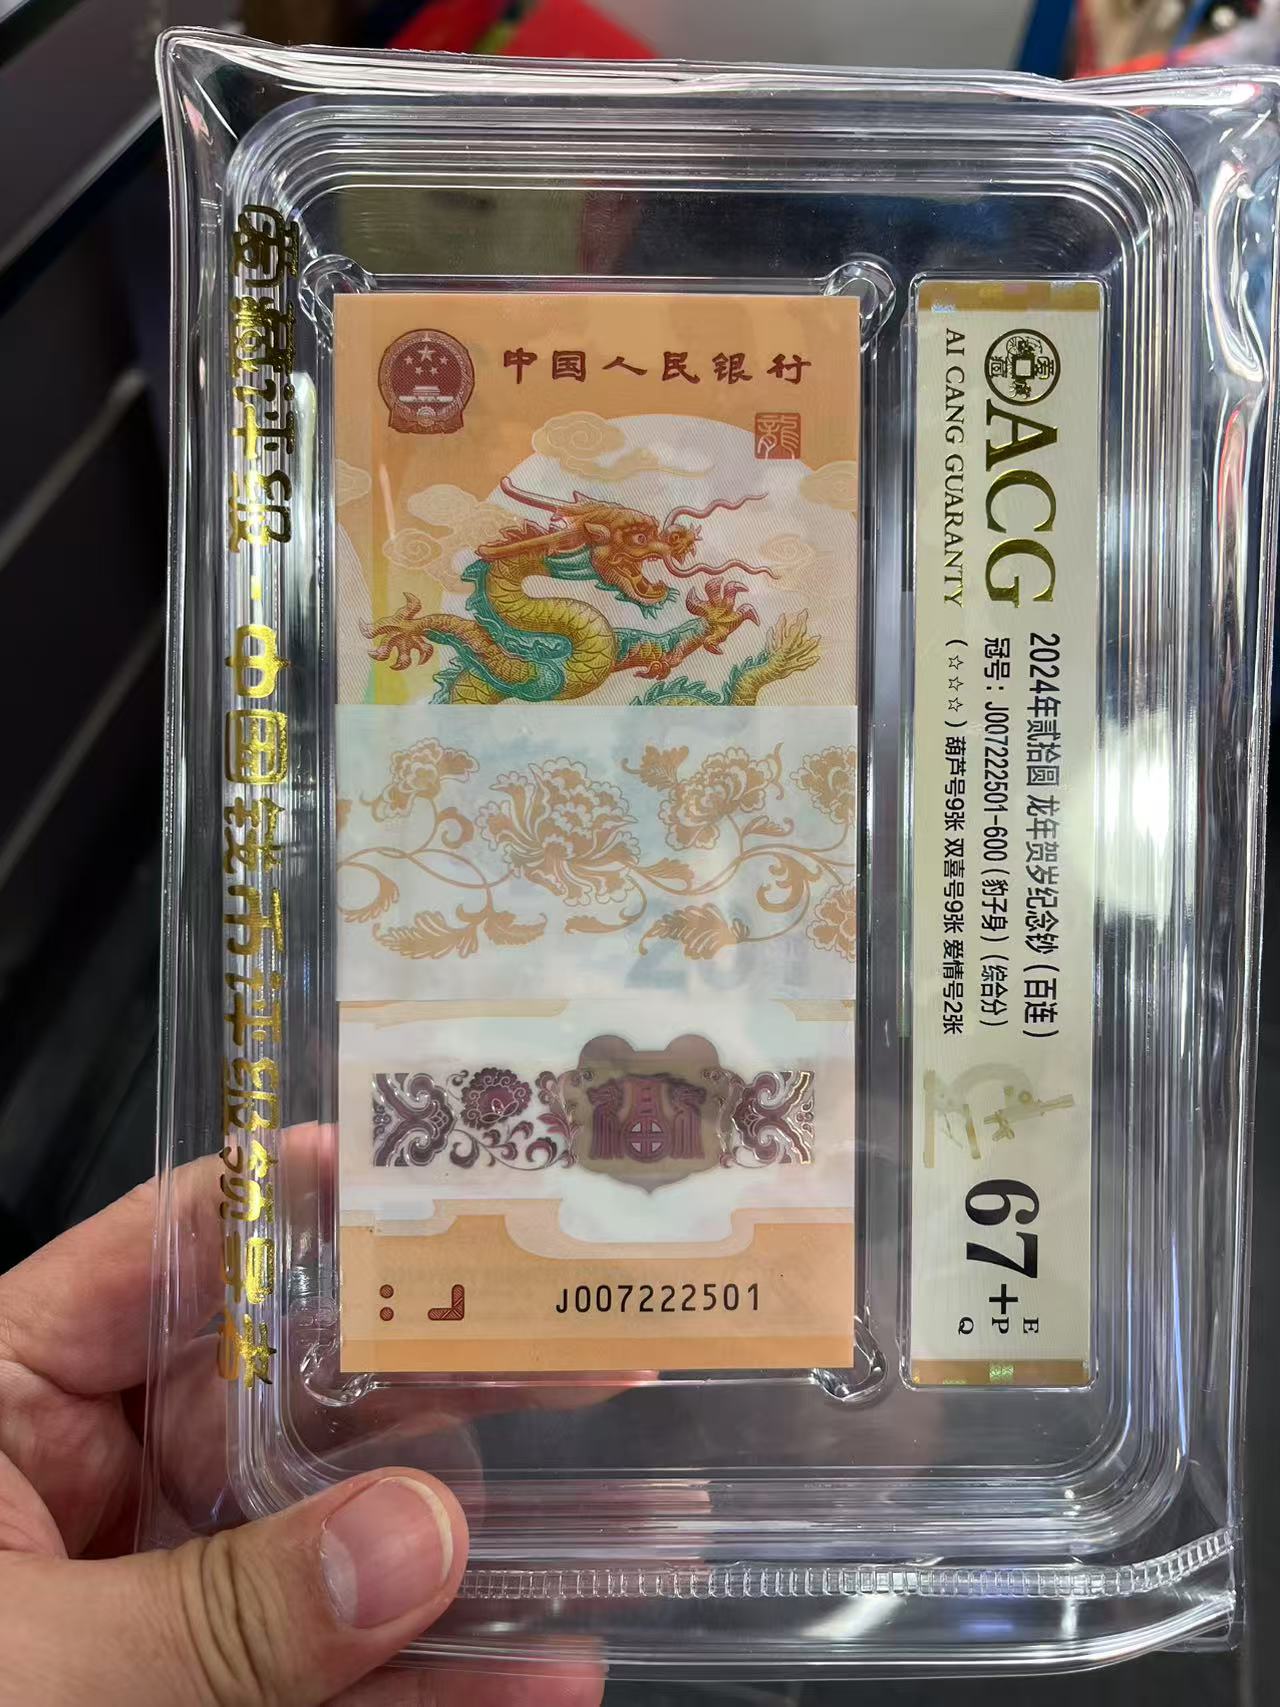 爱藏评级-中国钱币评级领导者
中国人民银行
龍
J007222501
ACG
AI CANG GUARANTY
2024年贰拾圆 龙年贺岁纪念钞(百连)
冠号:J007222501-600(豹子身)(综合分)
(☆☆☆)葫芦号9张 双喜号9张 爱情号2张
67+
E
P
Q